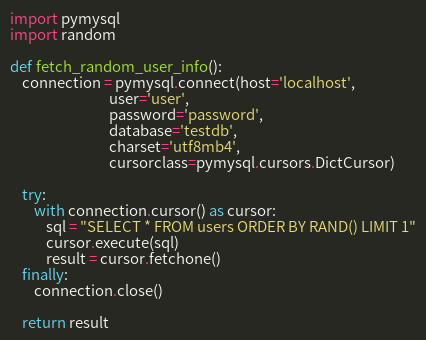 import pymysql
import random
def fetch_random_user_info():
connection = pymysql.connect(host='localhost',
user='user',
password='password',
database='testdb',
charset='utf8mb4',
cursorclass=pymysql.cursors.DictCursor)
try:
with connection.cursor() as cursor:
sql = "SELECT * FROM users ORDER BY RAND() LIMIT 1"
cursor.execute(sql)
result = cursor.fetchone()
finally:
connection.close()
return result